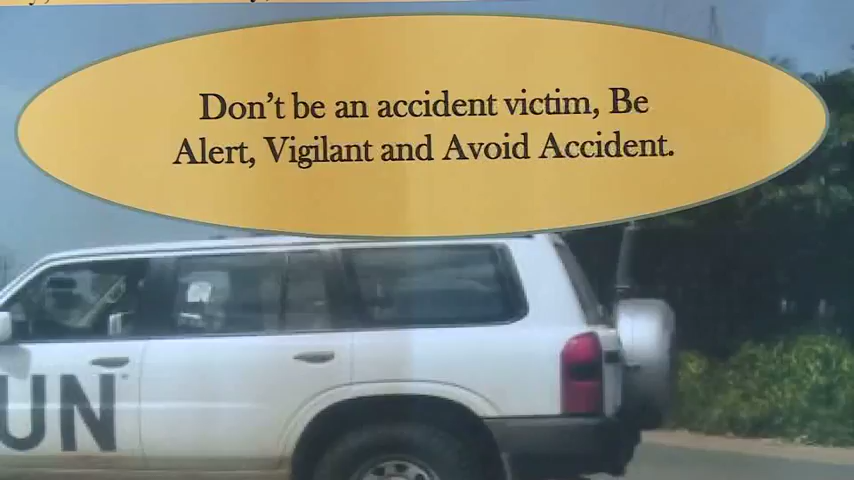 Don't be an accident victim, Be
Alert, Vigilant and Avoid Accident.
UN